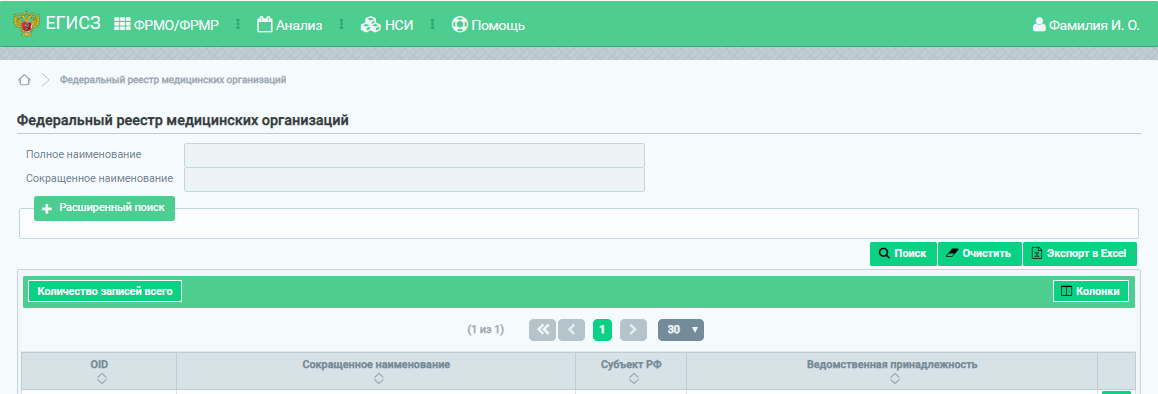 ЕГИСЗ ФРМО/ФРМР Анализ НСИ Помощь Фамилия И. О.
Федеральный реестр медицинских организаций
Федеральный реестр медицинских организаций
Полное наименование
Сокращенное наименование
Расширенный поиск
Поиск Очистить Экспорт в Excel
Количество записей всего Колонки
(1 из 1) 1 30
OID Сокращенное наименование Субъект РФ Ведомственная принадлежность